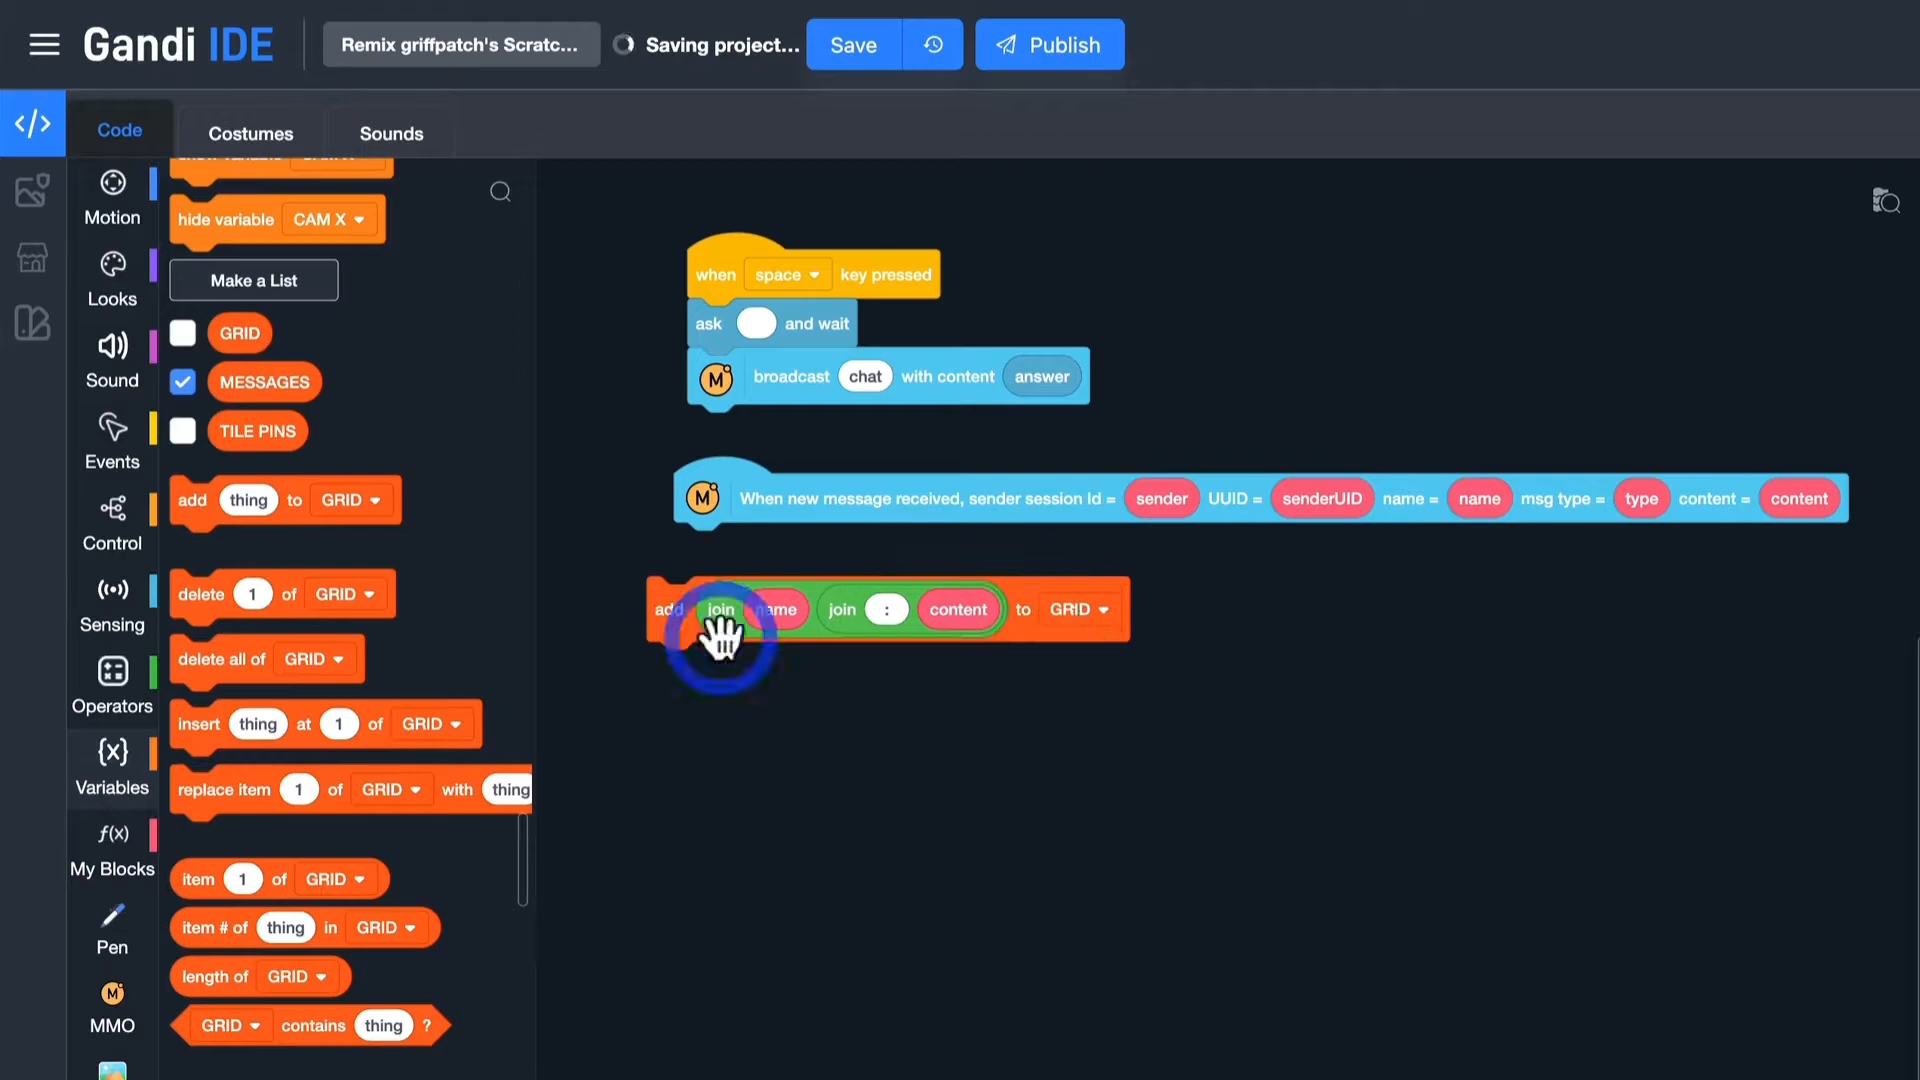 Gandi IDE
Remix griffpatch's Scratc...
Saving project...
Save
Publish
Code
Costumes
Sounds
Motion
Looks
Sound
Events
Control
Sensing
Operators
{x}
Variables
f(x)
My Blocks
Pen
M
MMO
hide variable CAM X
Make a List
GRID
MESSAGES
TILE PINS
add thing to GRID
delete 1 of GRID
delete all of GRID
insert thing at 1 of GRID
replace item 1 of GRID with thing
item 1 of GRID
item # of thing in GRID
length of GRID
GRID contains thing ?
when space key pressed
ask and wait
M broadcast chat with content answer
M When new message received, sender session Id = sender UUID = senderUID name = name msg type = type content = content
add join name join : content to GRID